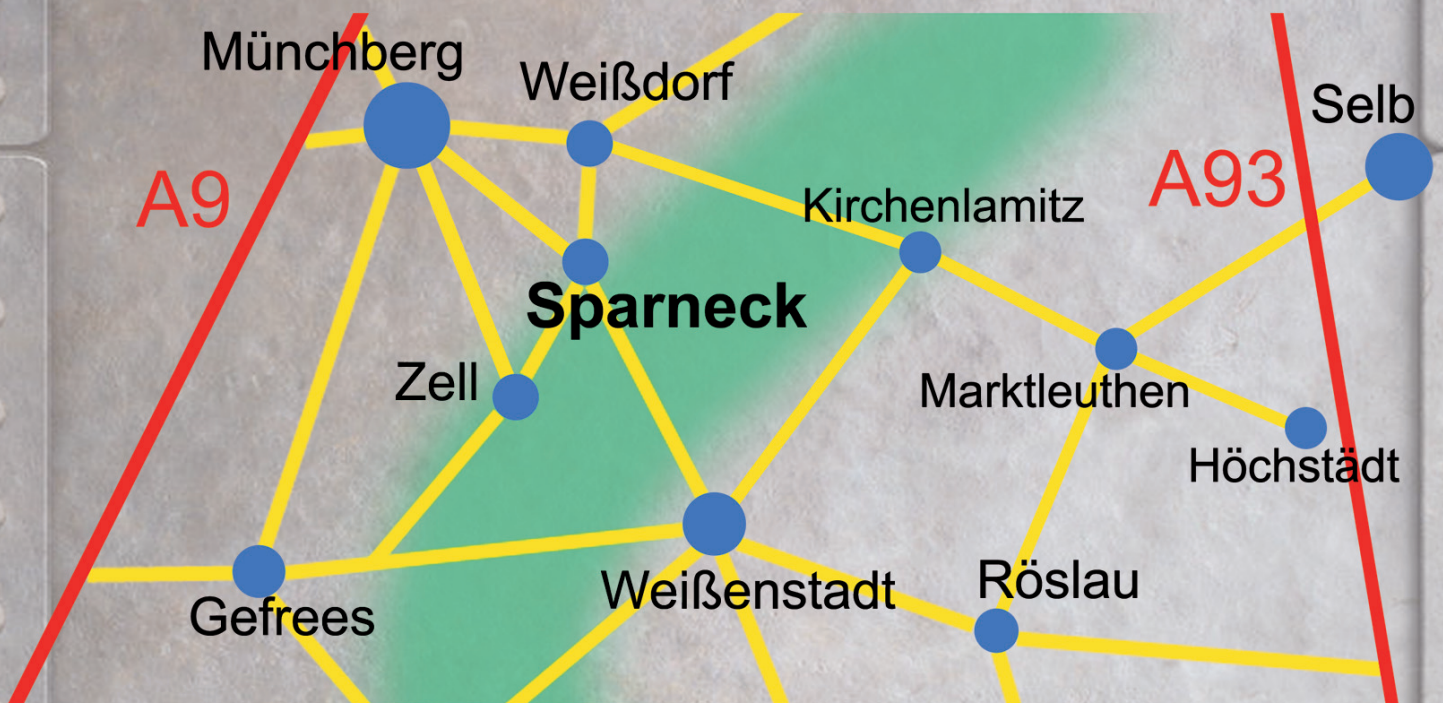 Münchberg
Weißdorf
Selb
A9
A93
Kirchenlamitz
Sparneck
Zell
Marktleuthen
Höchstädt
Weißenstadt
Röslau
Gefrees